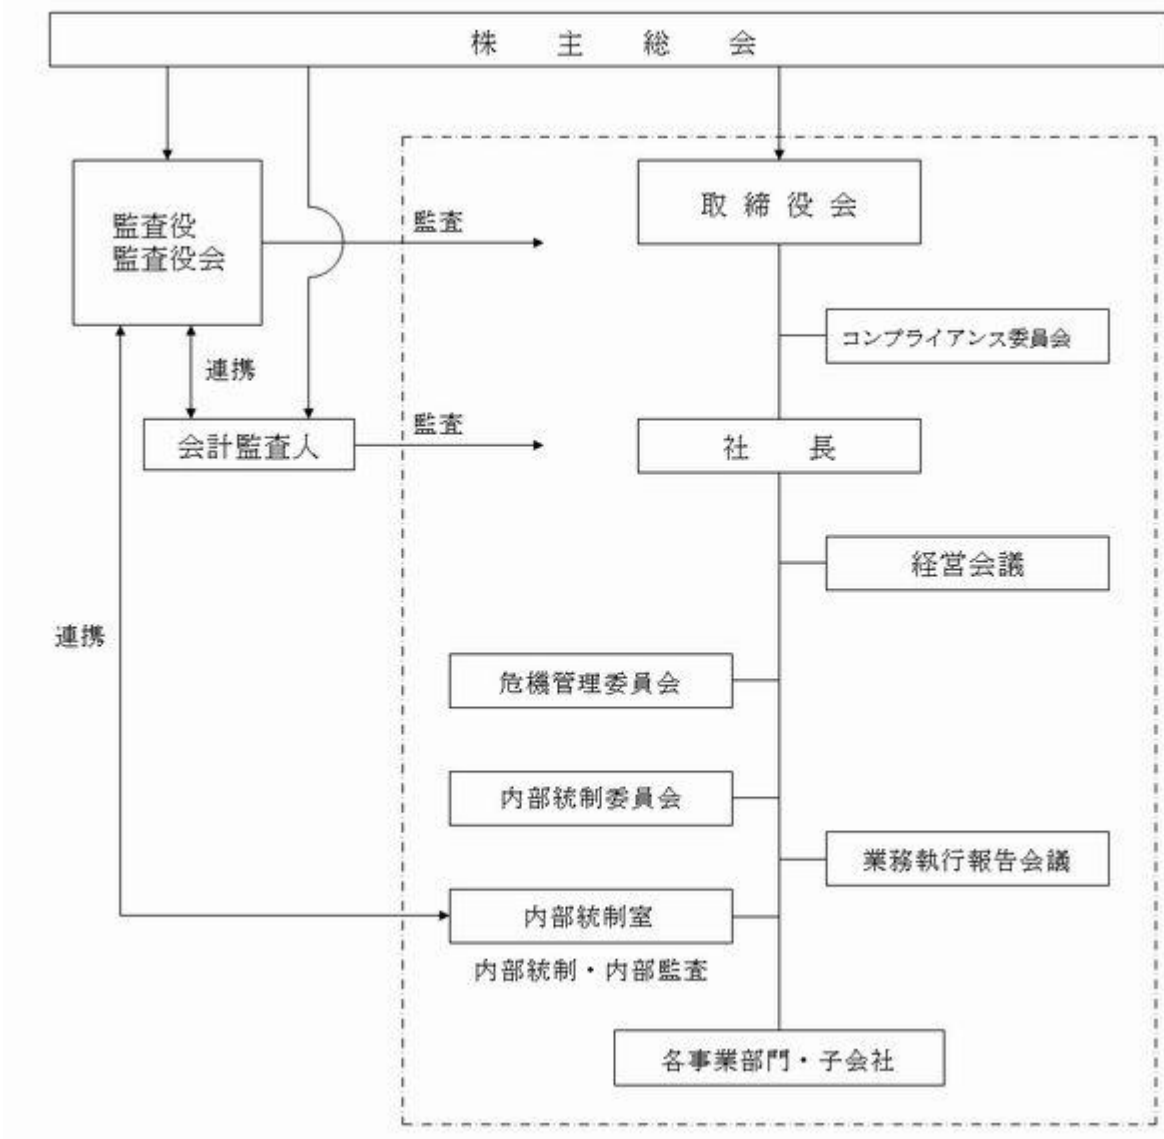 株主総会
監査役
監査役会
監査
取締役会
コンプライアンス委員会
連携
会計監査人
監査
社長
経営会議
連携
危機管理委員会
内部統制委員会
業務執行報告会議
内部統制室
内部統制・内部監査
各事業部門・子会社